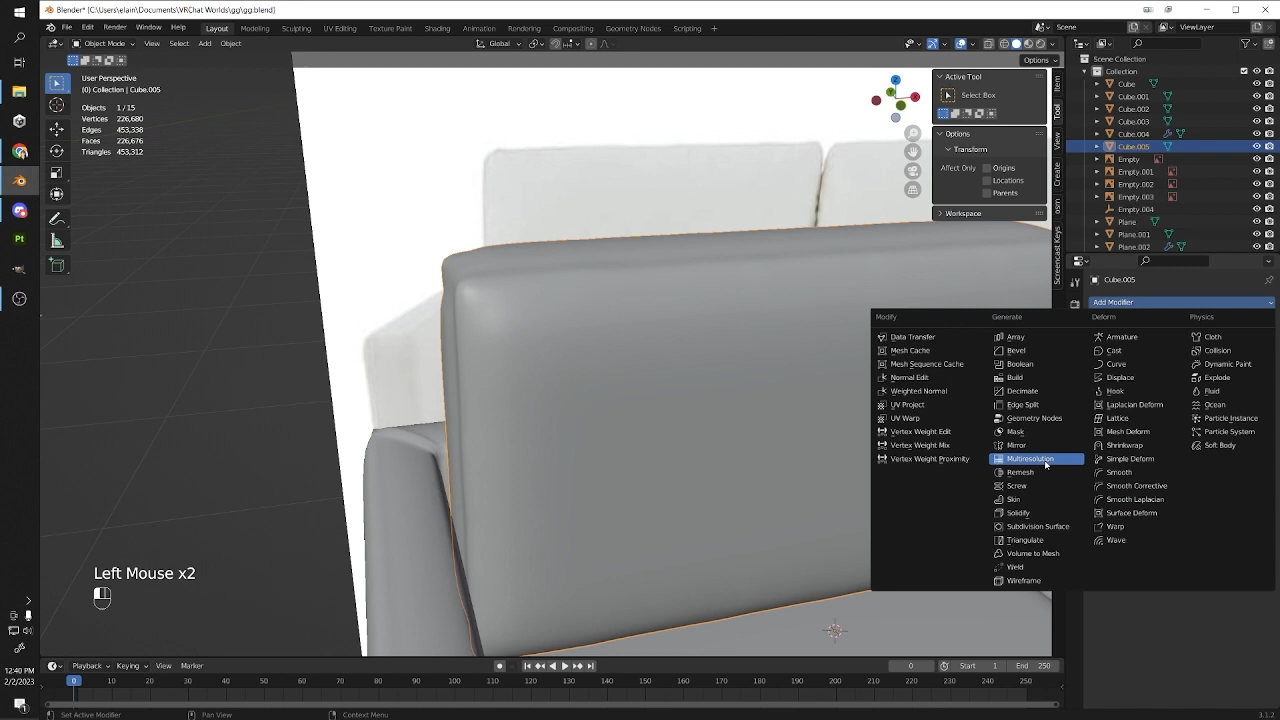 Blender* [C:\Users\elain\Documents\VRChat Worlds\gg\gg.blend]
File Edit Render Window Help Layout Modeling Sculpting UV Editing Texture Paint Shading Animation Rendering Compositing Geometry Nodes Scripting + Scene ViewLayer
Object Mode View Select Add Object Global
Options
User Perspective
(0) Collection | Cube.005
Objects 1/15
Vertices 226,680
Edges 453,338
Faces 226,676
Triangles 453,312
Active Tool
Select Box
Options
Transform
Affect Only Origins
Locations
Parents
Workspace
Item
Tool
View
Create
osm
Screencast Keys
Scene Collection
Collection
Cube
Cube.001
Cube.002
Cube.003
Cube.004
Cube.005
Empty
Empty.001
Empty.002
Empty.003
Empty.004
Plane
Plane.001
Plane.002
Cube.005
Add Modifier
Modify
Data Transfer
Mesh Cache
Mesh Sequence Cache
Normal Edit
Weighted Normal
UV Project
UV Warp
Vertex Weight Edit
Vertex Weight Mix
Vertex Weight Proximity
Generate
Array
Bevel
Boolean
Build
Decimate
Edge Split
Geometry Nodes
Mask
Mirror
Multiresolution
Remesh
Screw
Skin
Solidify
Subdivision Surface
Triangulate
Volume to Mesh
Weld
Wireframe
Deform
Armature
Cast
Curve
Displace
Hook
Laplacian Deform
Lattice
Mesh Deform
Shrinkwrap
Simple Deform
Smooth
Smooth Corrective
Smooth Laplacian
Surface Deform
Warp
Wave
Physics
Cloth
Collision
Dynamic Paint
Explode
Fluid
Ocean
Particle Instance
Particle System
Soft Body
Left Mouse x2
Pt
12:40 PM
2/2/2023
Playback Keying View Marker 0 Start 1 End 250
0 10 20 30 40 50 60 70 80 90 100 110 120 130 140 150 160 170 180 190 200 210 220 230 240 250
Set Active Modifier Pan View Context Menu 3.1.2